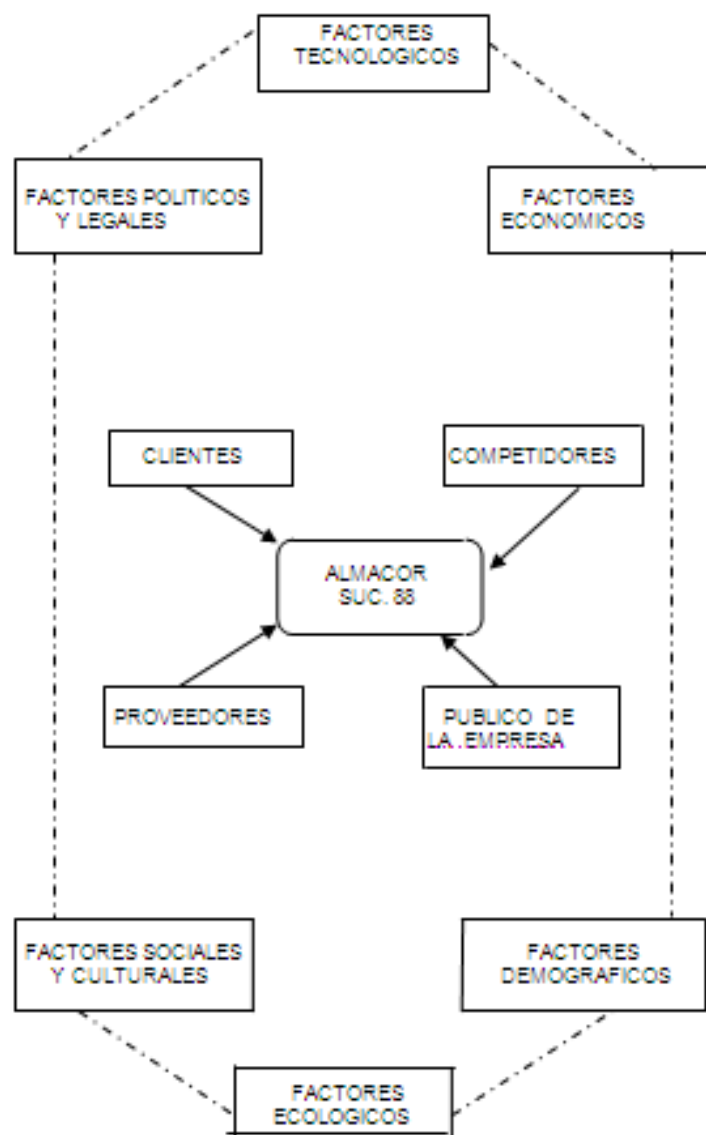 FACTORES
TECNOLOGICOS
FACTORES POLITICOS
Y LEGALES
FACTORES
ECONOMICOS
CLIENTES
COMPETIDORES
ALMACOR
SUC. 88
PROVEEDORES
PUBLICO DE
LA .EMPRESA
FACTORES SOCIALES
Y CULTURALES
FACTORES
DEMOGRAFICOS
FACTORES
ECOLOGICOS